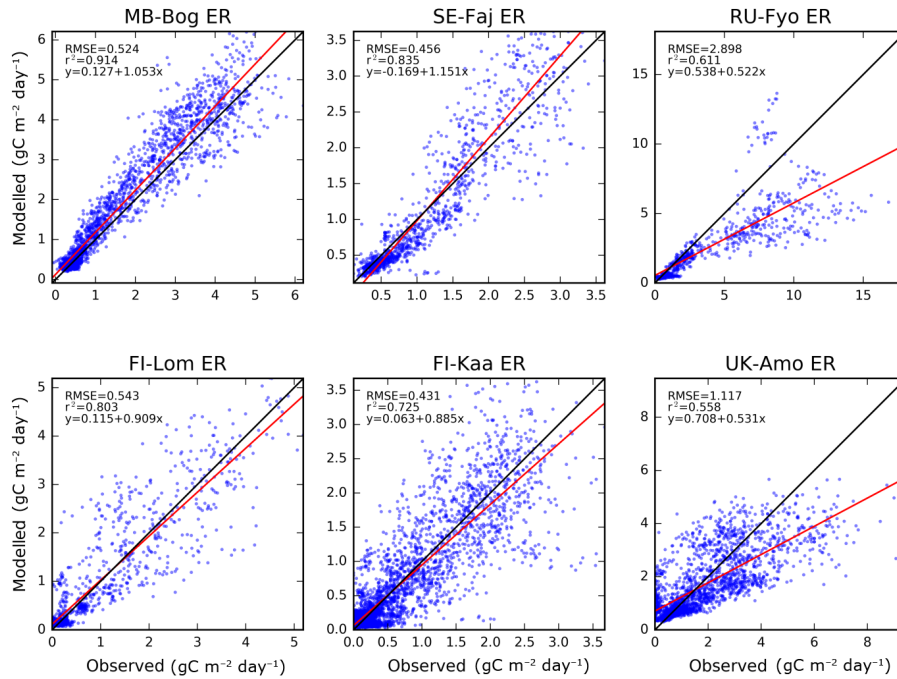 MB-Bog ER
RMSE=0.524
r²=0.914
y=0.127+1.053x
6
5
4
3
2
1
0
0 1 2 3 4 5 6
Modelled (gC m⁻² day⁻¹)
SE-Faj ER
RMSE=0.456
r²=0.835
y=-0.169+1.151x
3.5
3.0
2.5
2.0
1.5
1.0
0.5
0.5 1.0 1.5 2.0 2.5 3.0 3.5
RU-Fyo ER
RMSE=2.898
r²=0.611
y=0.538+0.522x
15
10
5
0
0 5 10 15
FI-Lom ER
RMSE=0.543
r²=0.803
y=0.115+0.909x
5
4
3
2
1
0
0 1 2 3 4 5
Modelled (gC m⁻² day⁻¹)
Observed (gC m⁻² day⁻¹)
FI-Kaa ER
RMSE=0.431
r²=0.725
y=0.063+0.885x
3.5
3.0
2.5
2.0
1.5
1.0
0.5
0.0
0.0 0.5 1.0 1.5 2.0 2.5 3.0 3.5
Observed (gC m⁻² day⁻¹)
UK-Amo ER
RMSE=1.117
r²=0.558
y=0.708+0.531x
8
6
4
2
0
0 2 4 6 8
Observed (gC m⁻² day⁻¹)